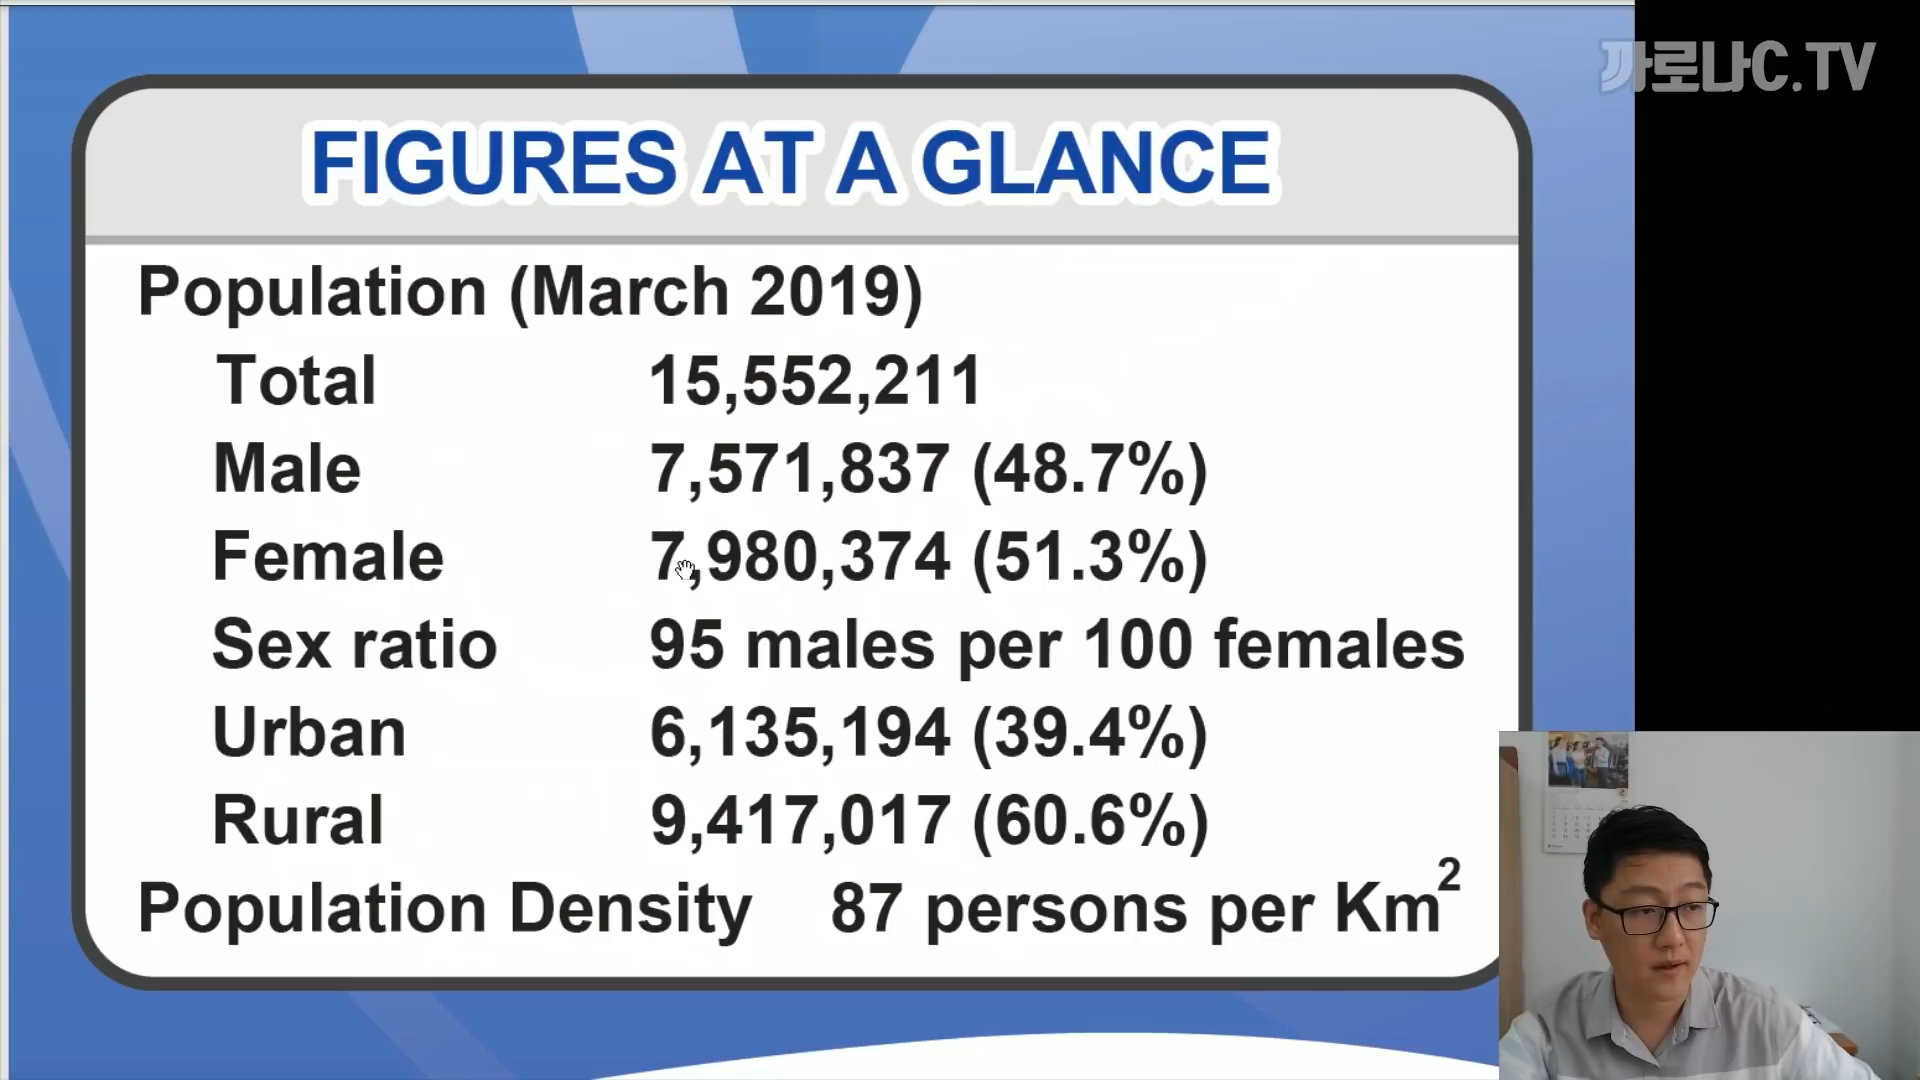 까로나C.TV
FIGURES AT A GLANCE
Population (March 2019)
Total 15,552,211
Male 7,571,837 (48.7%)
Female 7,980,374 (51.3%)
Sex ratio 95 males per 100 females
Urban 6,135,194 (39.4%)
Rural 9,417,017 (60.6%)
Population Density 87 persons per Km²